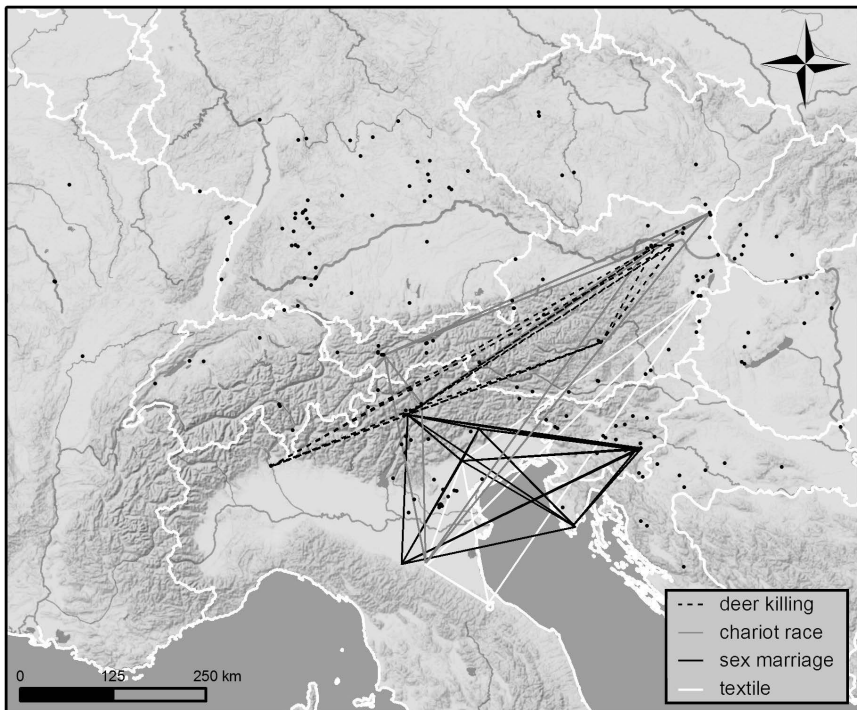 deer killing
chariot race
sex marriage
textile
0 125 250 km